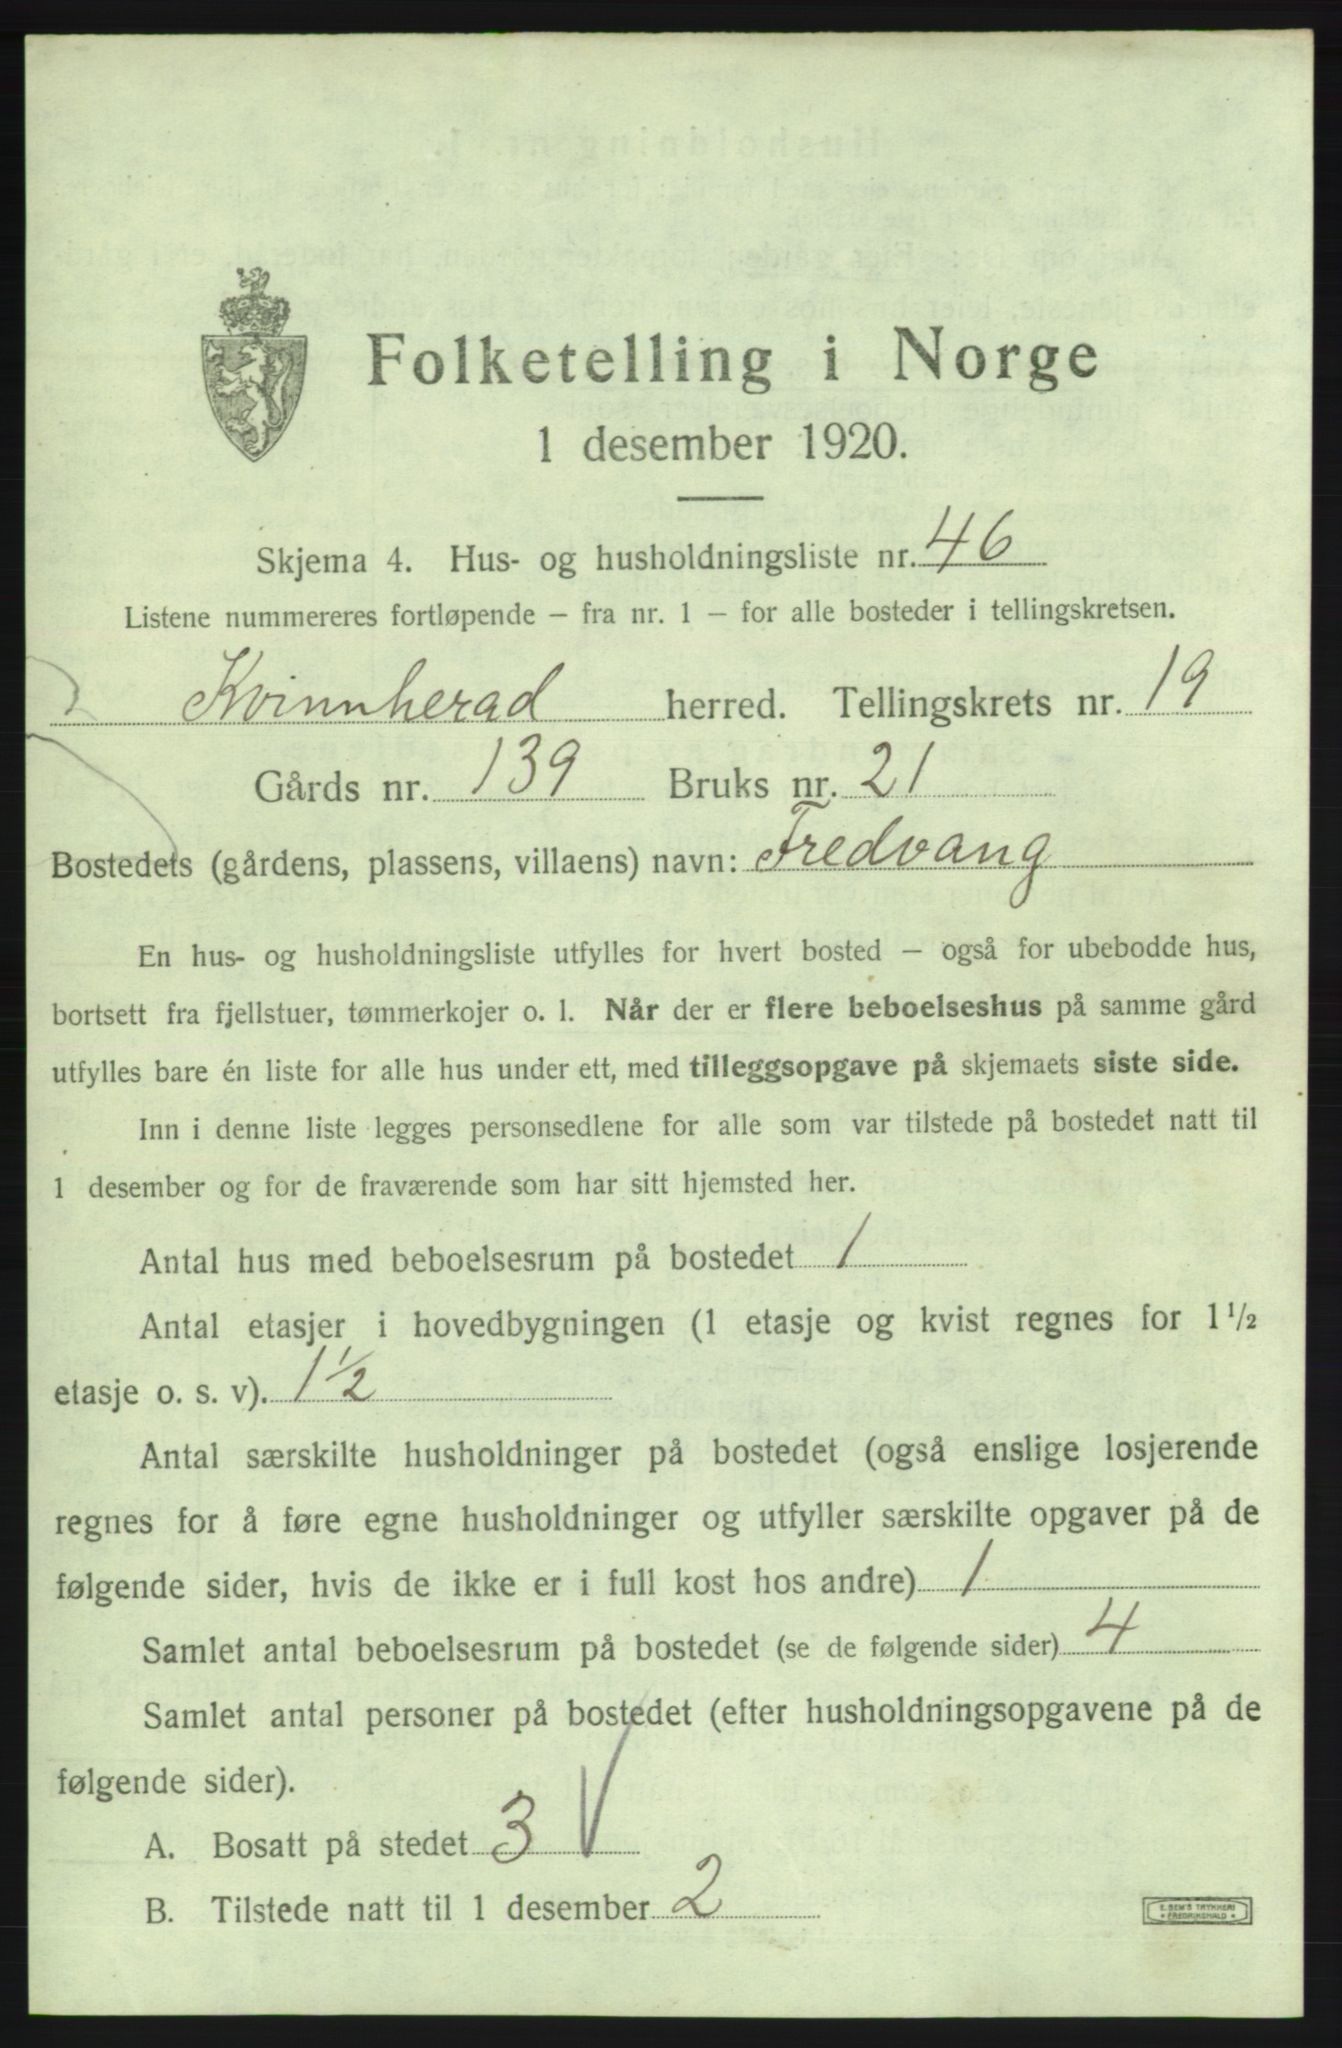 Folketelling i Norge
1 desember 1920.
Skjema 4. Hus- og husholdningsliste nr. 46
Listene nummereres fortløpende – fra nr. 1 – for alle bosteder i tellingskretsen.
Kvinnherad herred. Tellingskrets nr. 19
Gårds nr. 139 Bruks nr. 21
Bostedets (gårdens, plassens, villaens) navn: Fredvang
En hus- og husholdningsliste utfylles for hvert bosted – også for ubebodde hus,
bortsett fra fjellstuer, tømmerkojer o. l. Når der er flere beboelseshus på samme gård
utfylles bare én liste for alle hus under ett, med tilleggsopgave på skjemaets siste side.
Inn i denne liste legges personsedlene for alle som var tilstede på bostedet natt til
1 desember og for de fraværende som har sitt hjemsted her.
Antal hus med beboelsesrum på bostedet 1
Antal etasjer i hovedbygningen (1 etasje og kvist regnes for 1 1/2
etasje o. s. v). 1 1/2
Antal særskilte husholdninger på bostedet (også enslige losjerende
regnes for å føre egne husholdninger og utfyller særskilte opgaver på de
følgende sider, hvis de ikke er i full kost hos andre) 1
Samlet antal beboelsesrum på bostedet (se de følgende sider) 4
Samlet antal personer på bostedet (efter husholdningsopgavene på de
følgende sider).
A. Bosatt på stedet 3
B. Tilstede natt til 1 desember 2
E. SEM'S TRYKKERI
FREDRIKSHALD